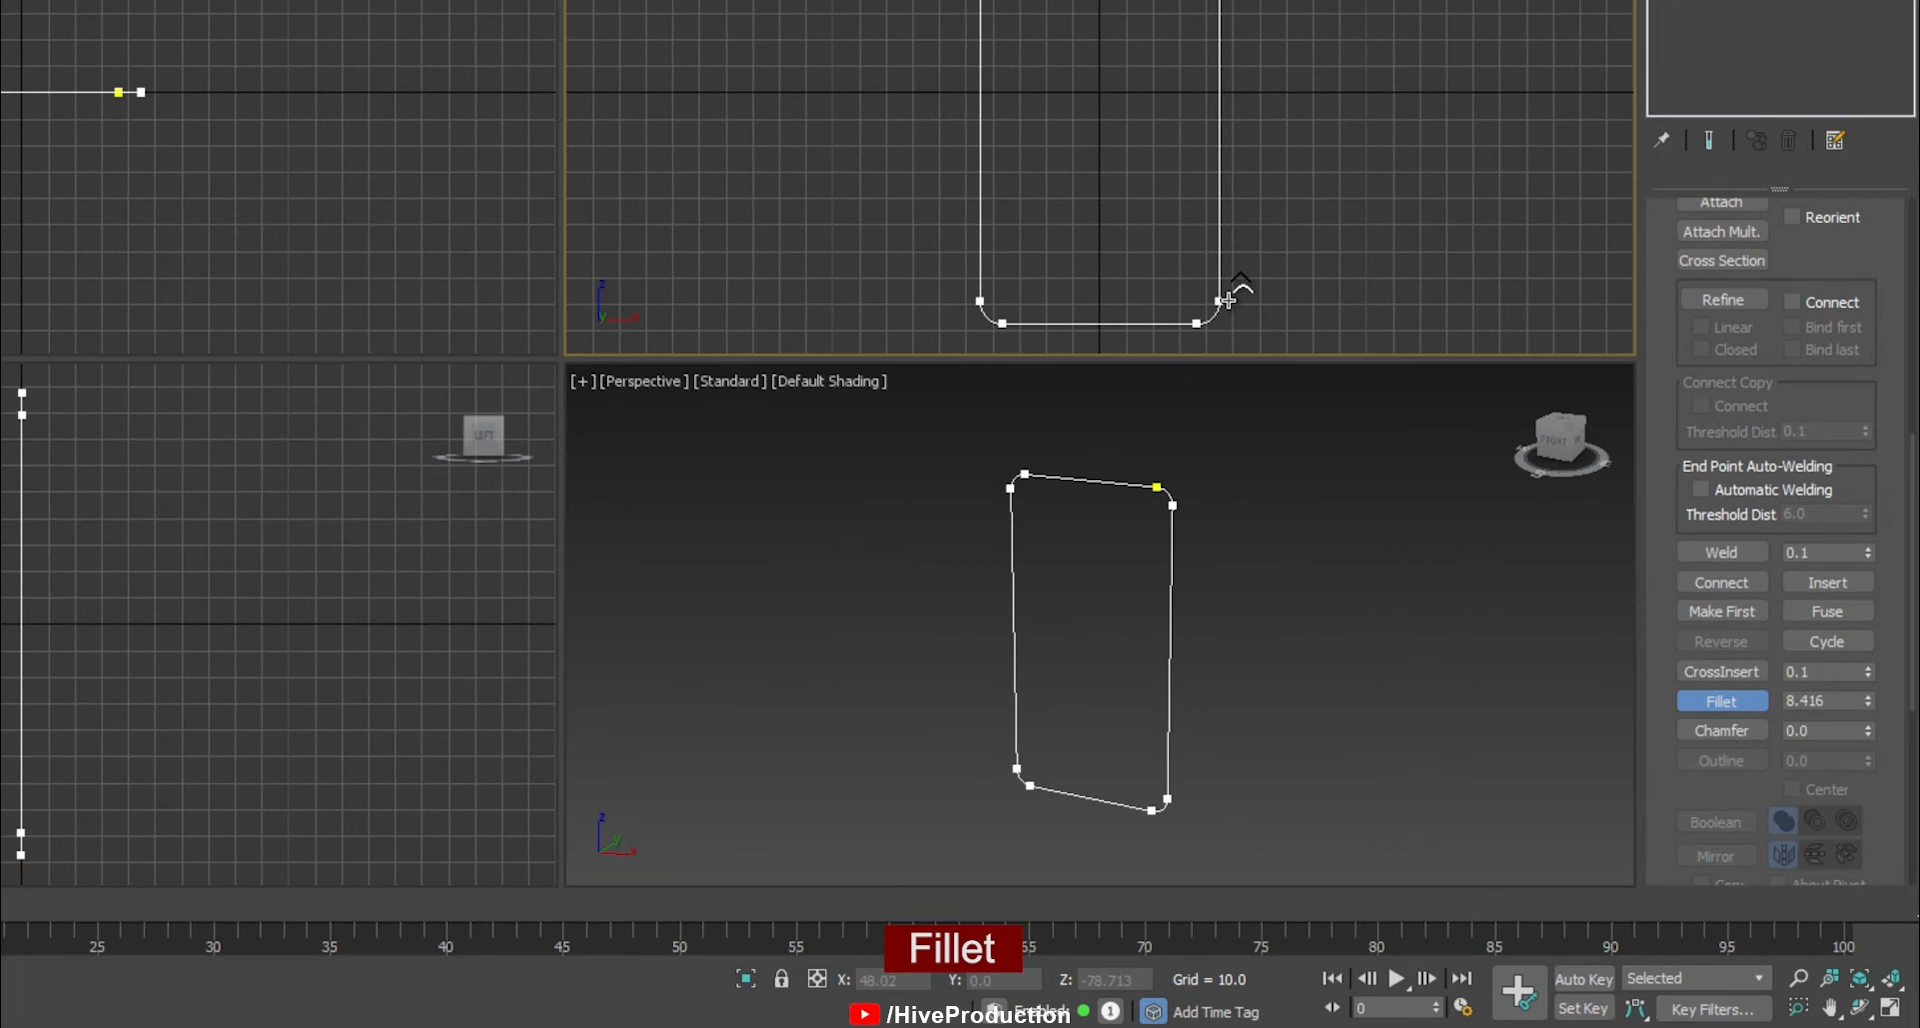 Attach
Reorient
Attach Mult.
Cross Section
Refine
Connect
Linear
Bind first
Closed
Bind last
Connect Copy
Connect
Threshold Dist 0.1
End Point Auto-Welding
Automatic Welding
Threshold Dist 6.0
Weld 0.1
Connect Insert
Make First Fuse
Reverse Cycle
CrossInsert 0.1
Fillet 8.416
Chamfer 0.0
Outline 0.0
Center
Boolean
Mirror
z
y x
LEFT
[+][Perspective][Standard][Default Shading]
FRONT
z
y
x
25 30 35 40 45 50 55 65 70 75 80 85 90 95 100
Fillet
X: 48.02 Y: 0.0 Z: -78.713 Grid = 10.0
Auto Key Selected
Enabled: 1 Add Time Tag
0
Set Key Key Filters...
/HiveProduction